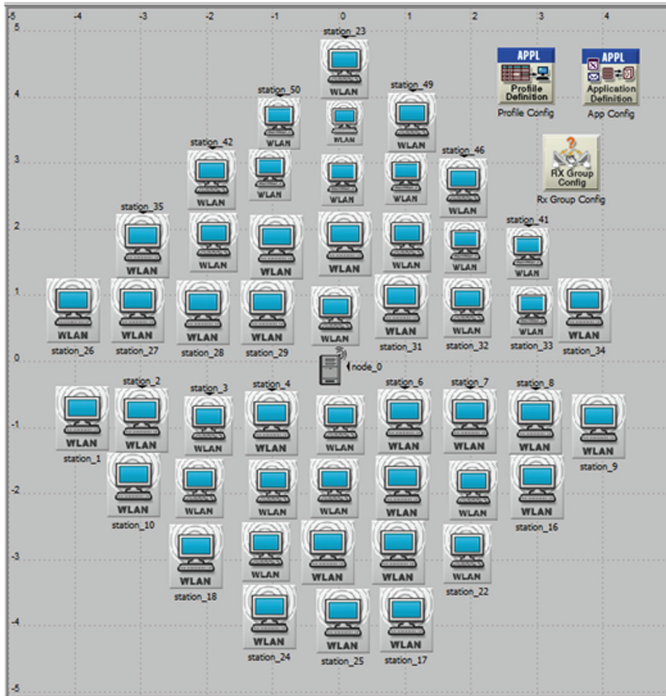 -5 -4 -3 -2 -1 -0.0 1 2 3 4
5
station_23
WLAN
APPL
Profile
Definition
Profile Config
APPL
Application
Definition
App Config
4
station_50
station_49
WLAN WLAN WLAN
RX Group
Config
Rx Group Config
3
station_42
station_46
WLAN WLAN WLAN WLAN WLAN
2
station_35
station_41
WLAN WLAN WLAN WLAN WLAN WLAN WLAN
1
WLAN WLAN WLAN WLAN WLAN WLAN WLAN WLAN WLAN
station_26 station_27 station_28 station_29 station_31 station_32 station_33 station_34
0
node_0
station_2 station_3 station_4 station_6 station_7 station_8
-1
WLAN WLAN WLAN WLAN WLAN WLAN WLAN WLAN WLAN
station_1 station_9
-2
WLAN WLAN WLAN WLAN WLAN WLAN WLAN
station_10 station_16
-3
WLAN WLAN WLAN WLAN WLAN
station_18 station_22
-4
WLAN WLAN WLAN
station_24 station_25 station_17
-5